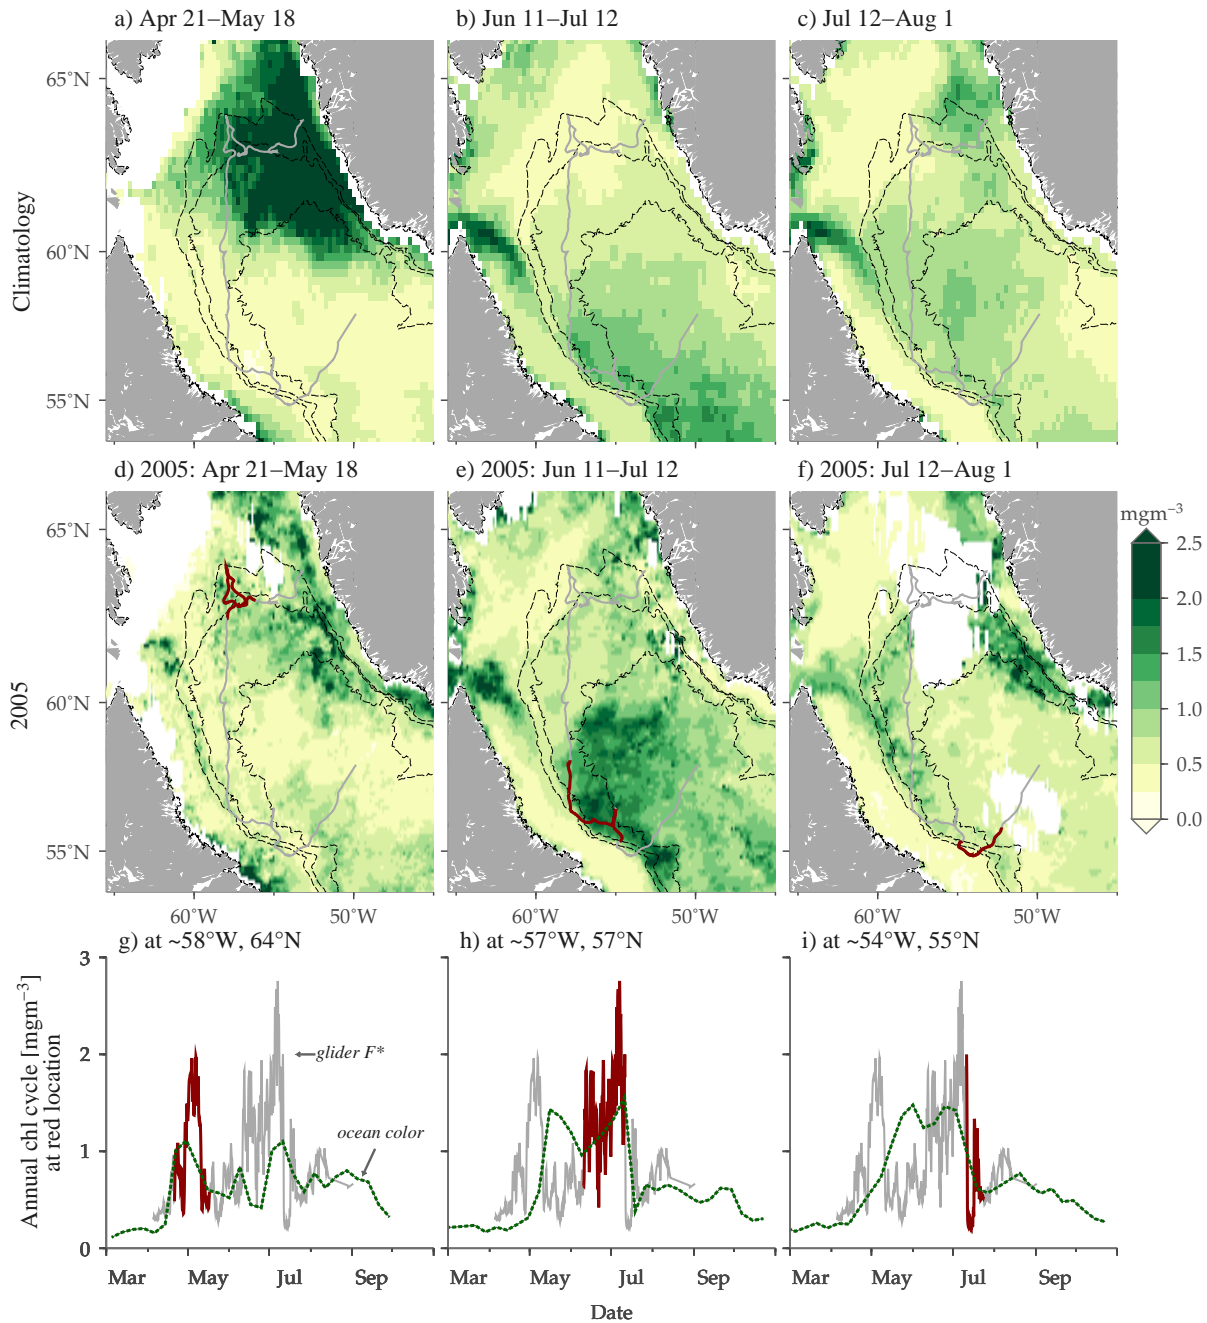 a) Apr 21–May 18
b) Jun 11–Jul 12
c) Jul 12–Aug 1
65°N
60°N
55°N
Climatology
d) 2005: Apr 21–May 18
e) 2005: Jun 11–Jul 12
f) 2005: Jul 12–Aug 1
65°N
60°N
55°N
2005
60°W
50°W
60°W
50°W
60°W
50°W
mgm⁻³
2.5
2.0
1.5
1.0
0.5
0.0
g) at ~58°W, 64°N
h) at ~57°W, 57°N
i) at ~54°W, 55°N
3
2
1
0
Annual chl cycle [mgm⁻³]
at red location
glider F*
ocean color
Mar
May
Jul
Sep
Mar
May
Jul
Sep
Mar
May
Jul
Sep
Date